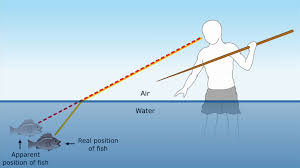 Air
Water
Real position
of fish
Apparent
position of fish